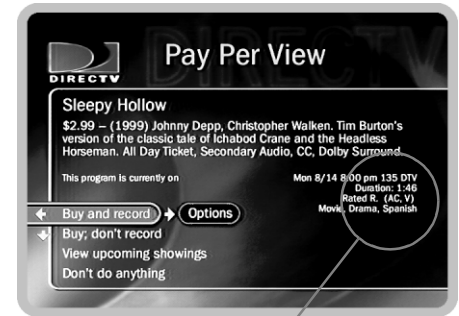 DIRECTV
Pay Per View
Sleepy Hollow
$2.99 – (1999) Johnny Depp, Christopher Walken. Tim Burton's
version of the classic tale of Ichabod Crane and the Headless
Horseman. All Day Ticket, Secondary Audio, CC, Dolby Surround.
This program is currently on
Mon 8/14 8:00 pm 135 DTV
Duration: 1:46
Rated R. (AC, V)
Movie, Drama, Spanish
Buy and record
Options
Buy; don't record
View upcoming showings
Don't do anything